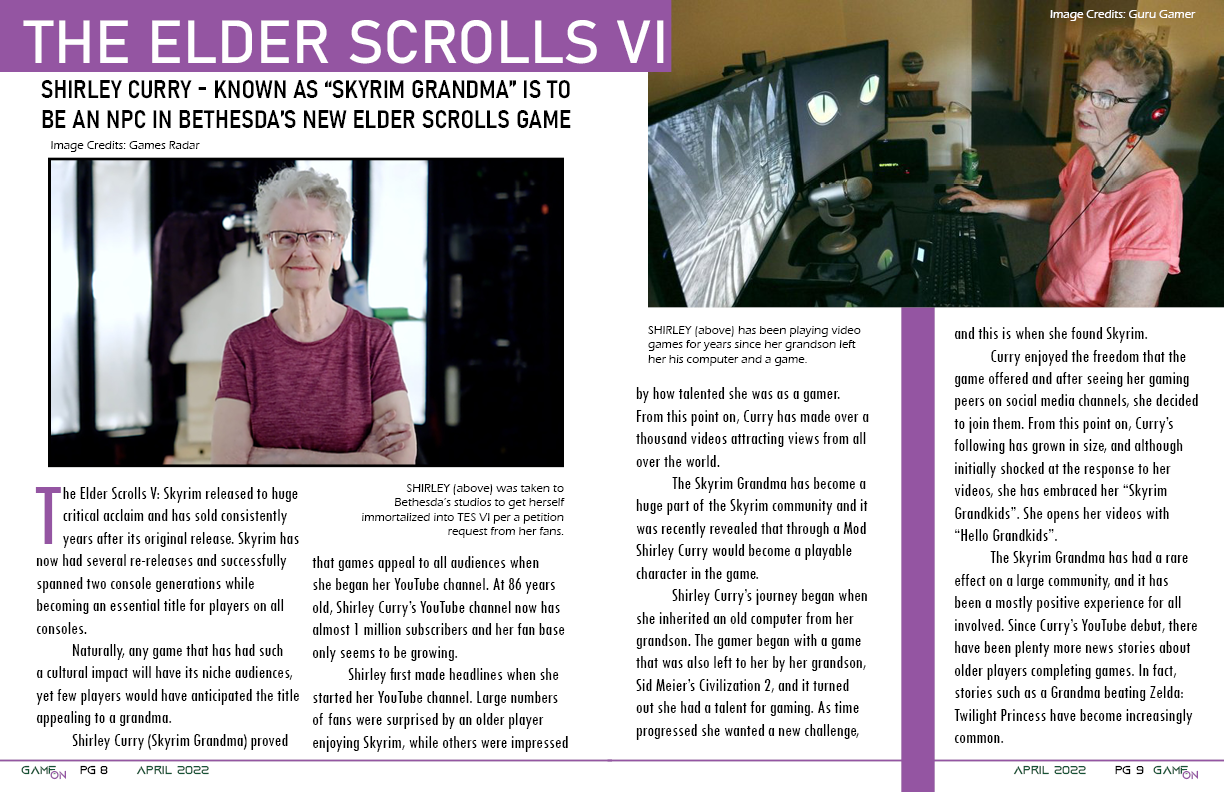 THE ELDER SCROLLS VI
SHIRLEY CURRY - KNOWN AS “SKYRIM GRANDMA” IS TO
BE AN NPC IN BETHESDA’S NEW ELDER SCROLLS GAME
Image Credits: Games Radar
The Elder Scrolls V: Skyrim released to huge
critical acclaim and has sold consistently
years after its original release. Skyrim has
now had several re-releases and successfully
spanned two console generations while
becoming an essential title for players on all
consoles.
Naturally, any game that has had such
a cultural impact will have its niche audiences,
yet few players would have anticipated the title
appealing to a grandma.
Shirley Curry (Skyrim Grandma) proved
SHIRLEY (above) was taken to
Bethesda’s studios to get herself
immortalized into TES VI per a petition
request from her fans.
that games appeal to all audiences when
she began her YouTube channel. At 86 years
old, Shirley Curry’s YouTube channel now has
almost 1 million subscribers and her fan base
only seems to be growing.
Shirley first made headlines when she
started her YouTube channel. Large numbers
of fans were surprised by an older player
enjoying Skyrim, while others were impressed
GAME ON PG 8 APRIL 2022
Image Credits: Guru Gamer
SHIRLEY (above) has been playing video
games for years since her grandson left
her his computer and a game.
by how talented she was as a gamer.
From this point on, Curry has made over a
thousand videos attracting views from all
over the world.
The Skyrim Grandma has become a
huge part of the Skyrim community and it
was recently revealed that through a Mod
Shirley Curry would become a playable
character in the game.
Shirley Curry’s journey began when
she inherited an old computer from her
grandson. The gamer began with a game
that was also left to her by her grandson,
Sid Meier’s Civilization 2, and it turned
out she had a talent for gaming. As time
progressed she wanted a new challenge,
and this is when she found Skyrim.
Curry enjoyed the freedom that the
game offered and after seeing her gaming
peers on social media channels, she decided
to join them. From this point on, Curry’s
following has grown in size, and although
initially shocked at the response to her
videos, she has embraced her “Skyrim
Grandkids”. She opens her videos with
“Hello Grandkids”.
The Skyrim Grandma has had a rare
effect on a large community, and it has
been a mostly positive experience for all
involved. Since Curry’s YouTube debut, there
have been plenty more news stories about
older players completing games. In fact,
stories such as a Grandma beating Zelda:
Twilight Princess have become increasingly
common.
APRIL 2022 PG 9 GAME ON